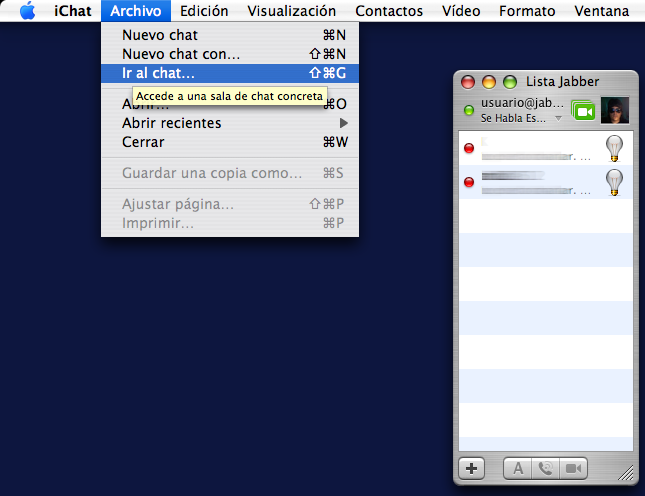 iChat Archivo Edición Visualización Contactos Vídeo Formato Ventana
Nuevo chat ⌘N
Nuevo chat con... ⇧⌘N
Ir al chat... ⇧⌘G
Accede a una sala de chat concreta
Abrir... ⌘O
Abrir recientes ▶
Cerrar ⌘W
Guardar una copia como... ⌘S
Ajustar página... ⇧⌘P
Imprimir... ⌘P
Lista Jabber
usuario@jab...
Se Habla Es...
r. ...
r. ...
A